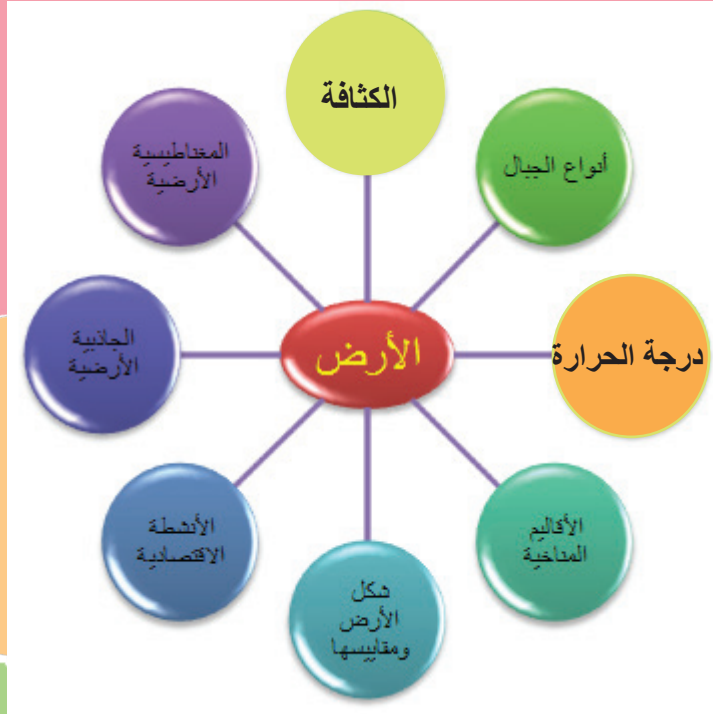 الكثافة
أنواع الجبال
درجة الحرارة
الأقاليم
المناخية
شكل
الأرض
ومقاييسها
الأنشطة
الاقتصادية
الجاذبية
الأرضية
المغناطيسية
الأرضية
الأرض